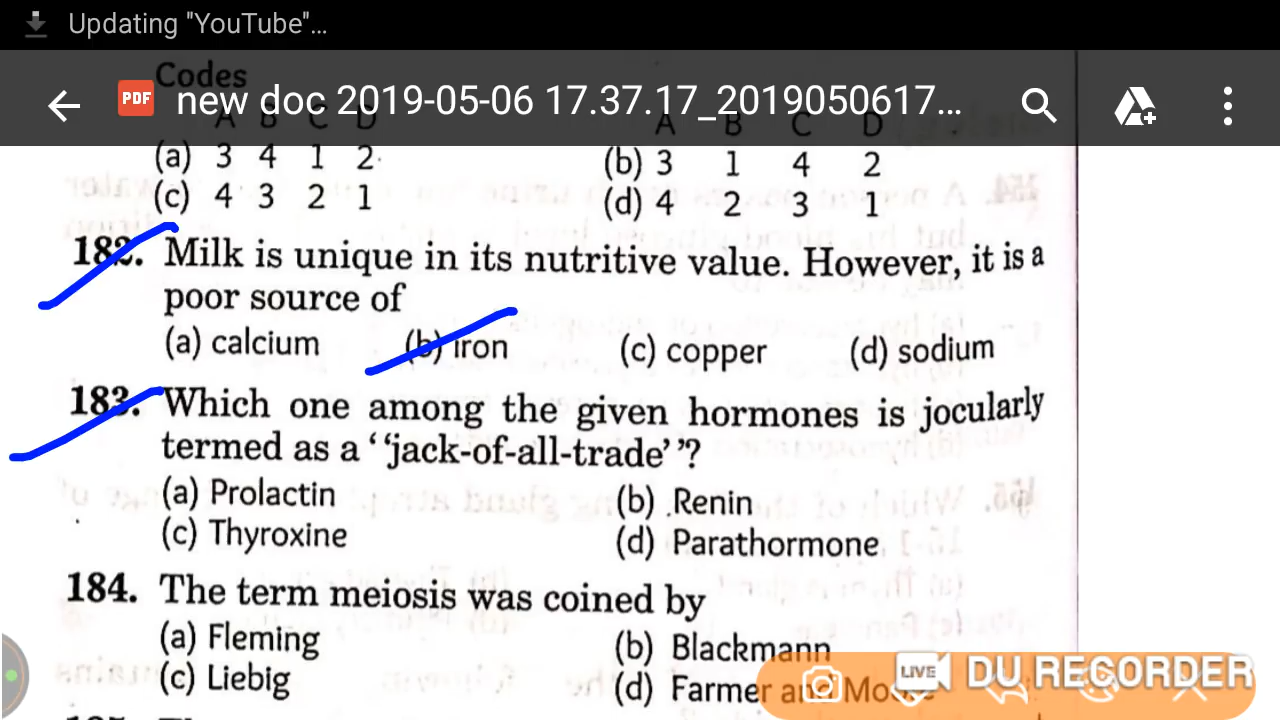 Updating "YouTube"...
Codes
PDF new doc 2019-05-06 17.37.17_2019050617...
A B C D A B C D
(a) 3 4 1 2 (b) 3 1 4 2
(c) 4 3 2 1 (d) 4 2 3 1
182. Milk is unique in its nutritive value. However, it is a
poor source of
(a) calcium (b) iron (c) copper (d) sodium
183. Which one among the given hormones is jocularly
termed as a ‘‘jack-of-all-trade’’?
(a) Prolactin (b) Renin
(c) Thyroxine (d) Parathormone
184. The term meiosis was coined by
(a) Fleming (b) Blackmann
(c) Liebig (d) Farmer and Moore
LIVE DU RECORDER